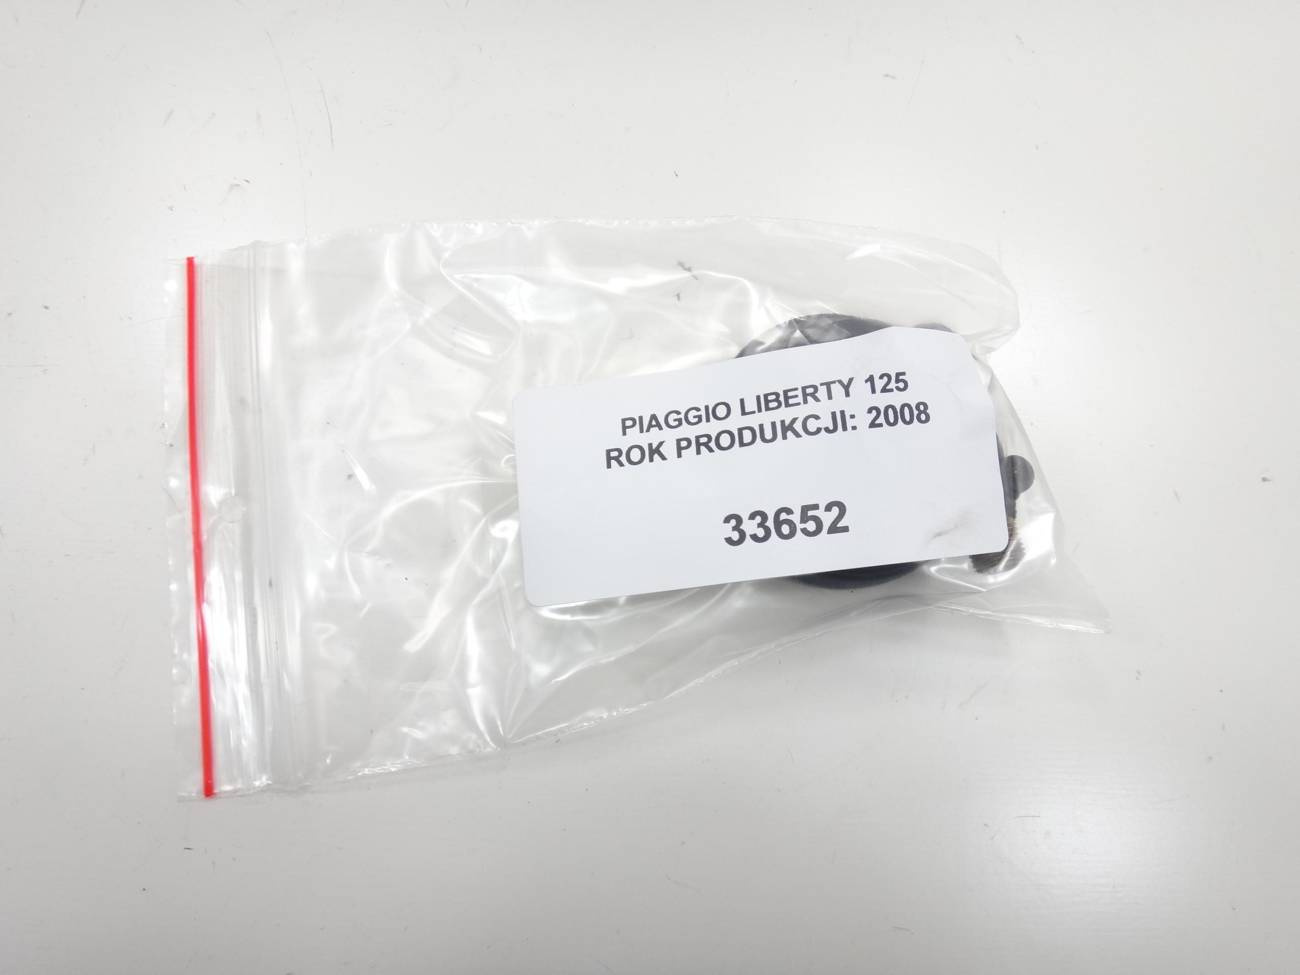 PIAGGIO LIBERTY 125
ROK PRODUKCJI: 2008
33652